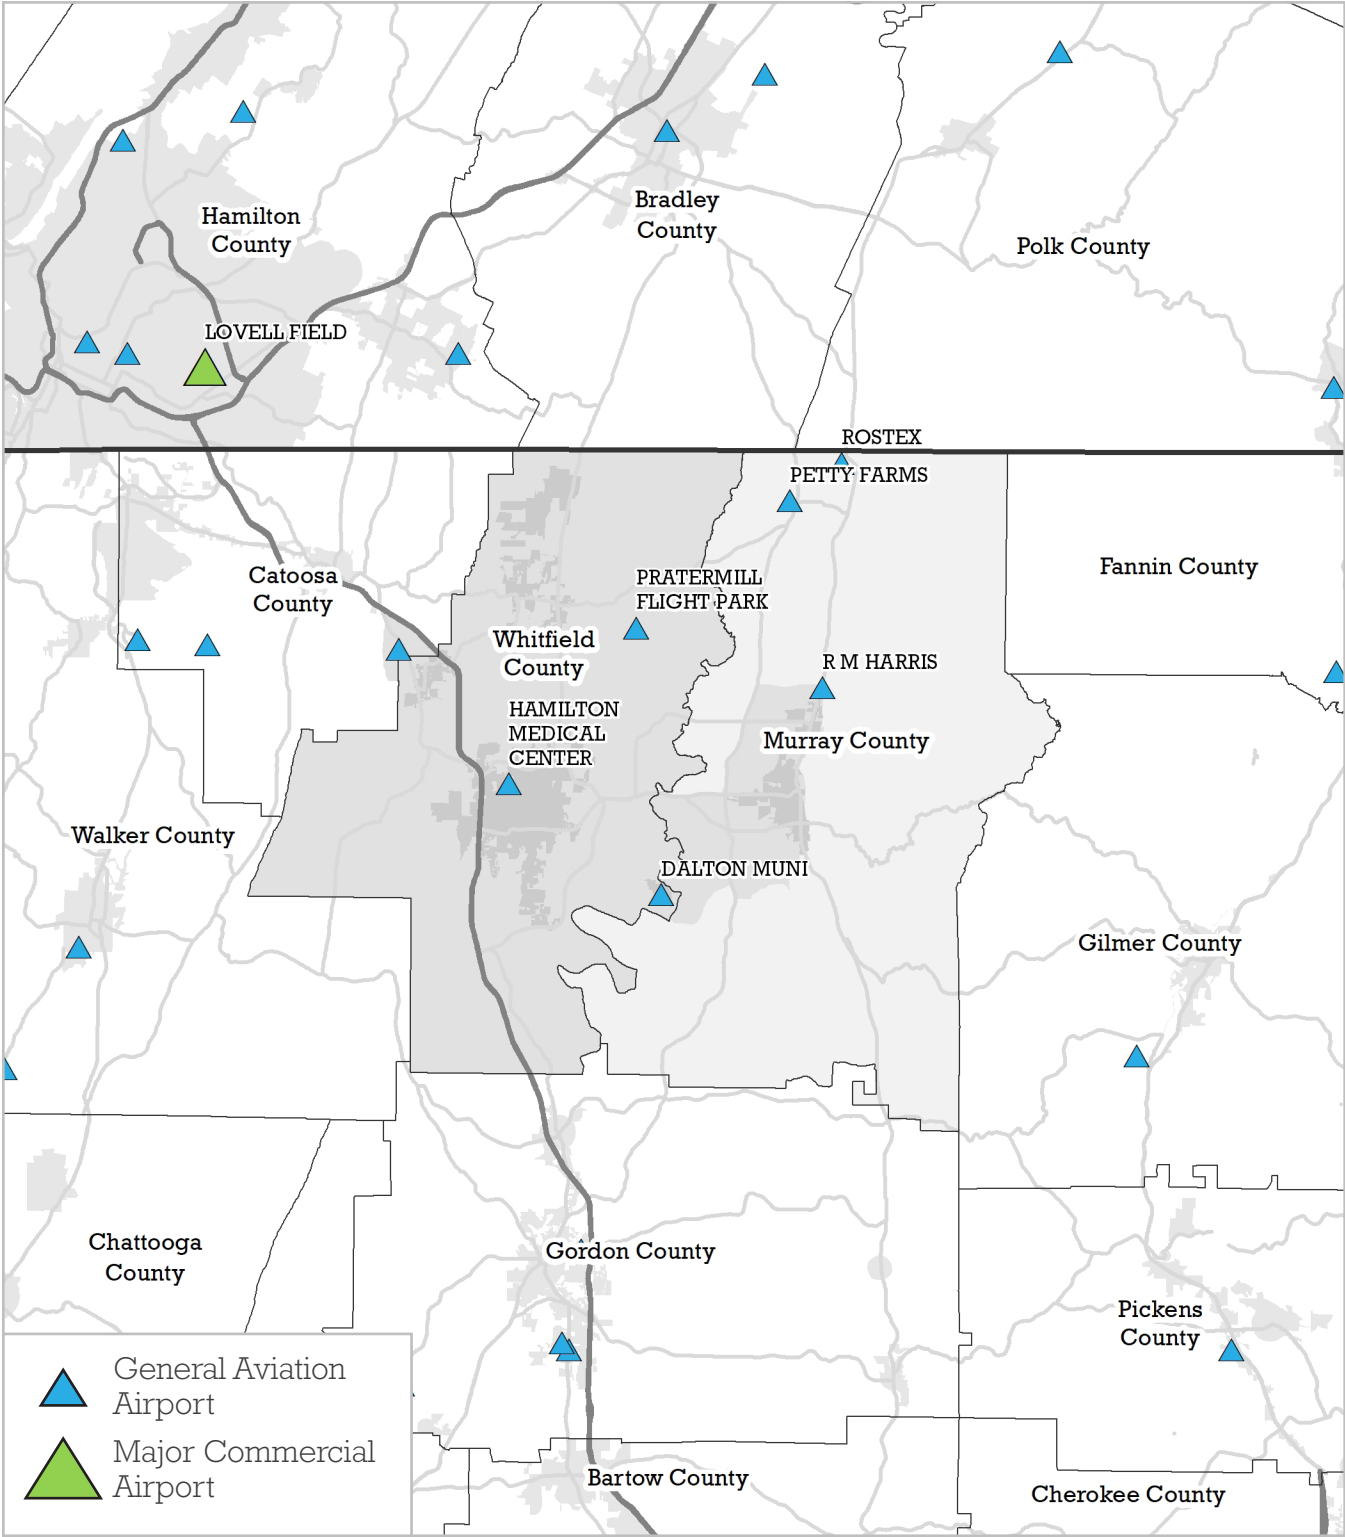 Hamilton
County
Bradley
County
Polk County
LOVELL FIELD
ROSTEX
PETTY FARMS
Catoosa
County
Fannin County
PRATERMILL
FLIGHT PARK
Whitfield
County
R M HARRIS
HAMILTON
MEDICAL
CENTER
Murray County
Walker County
DALTON MUNI
Gilmer County
Chattooga
County
Gordon County
Pickens
County
General Aviation
Airport
Major Commercial
Airport
Bartow County
Cherokee County